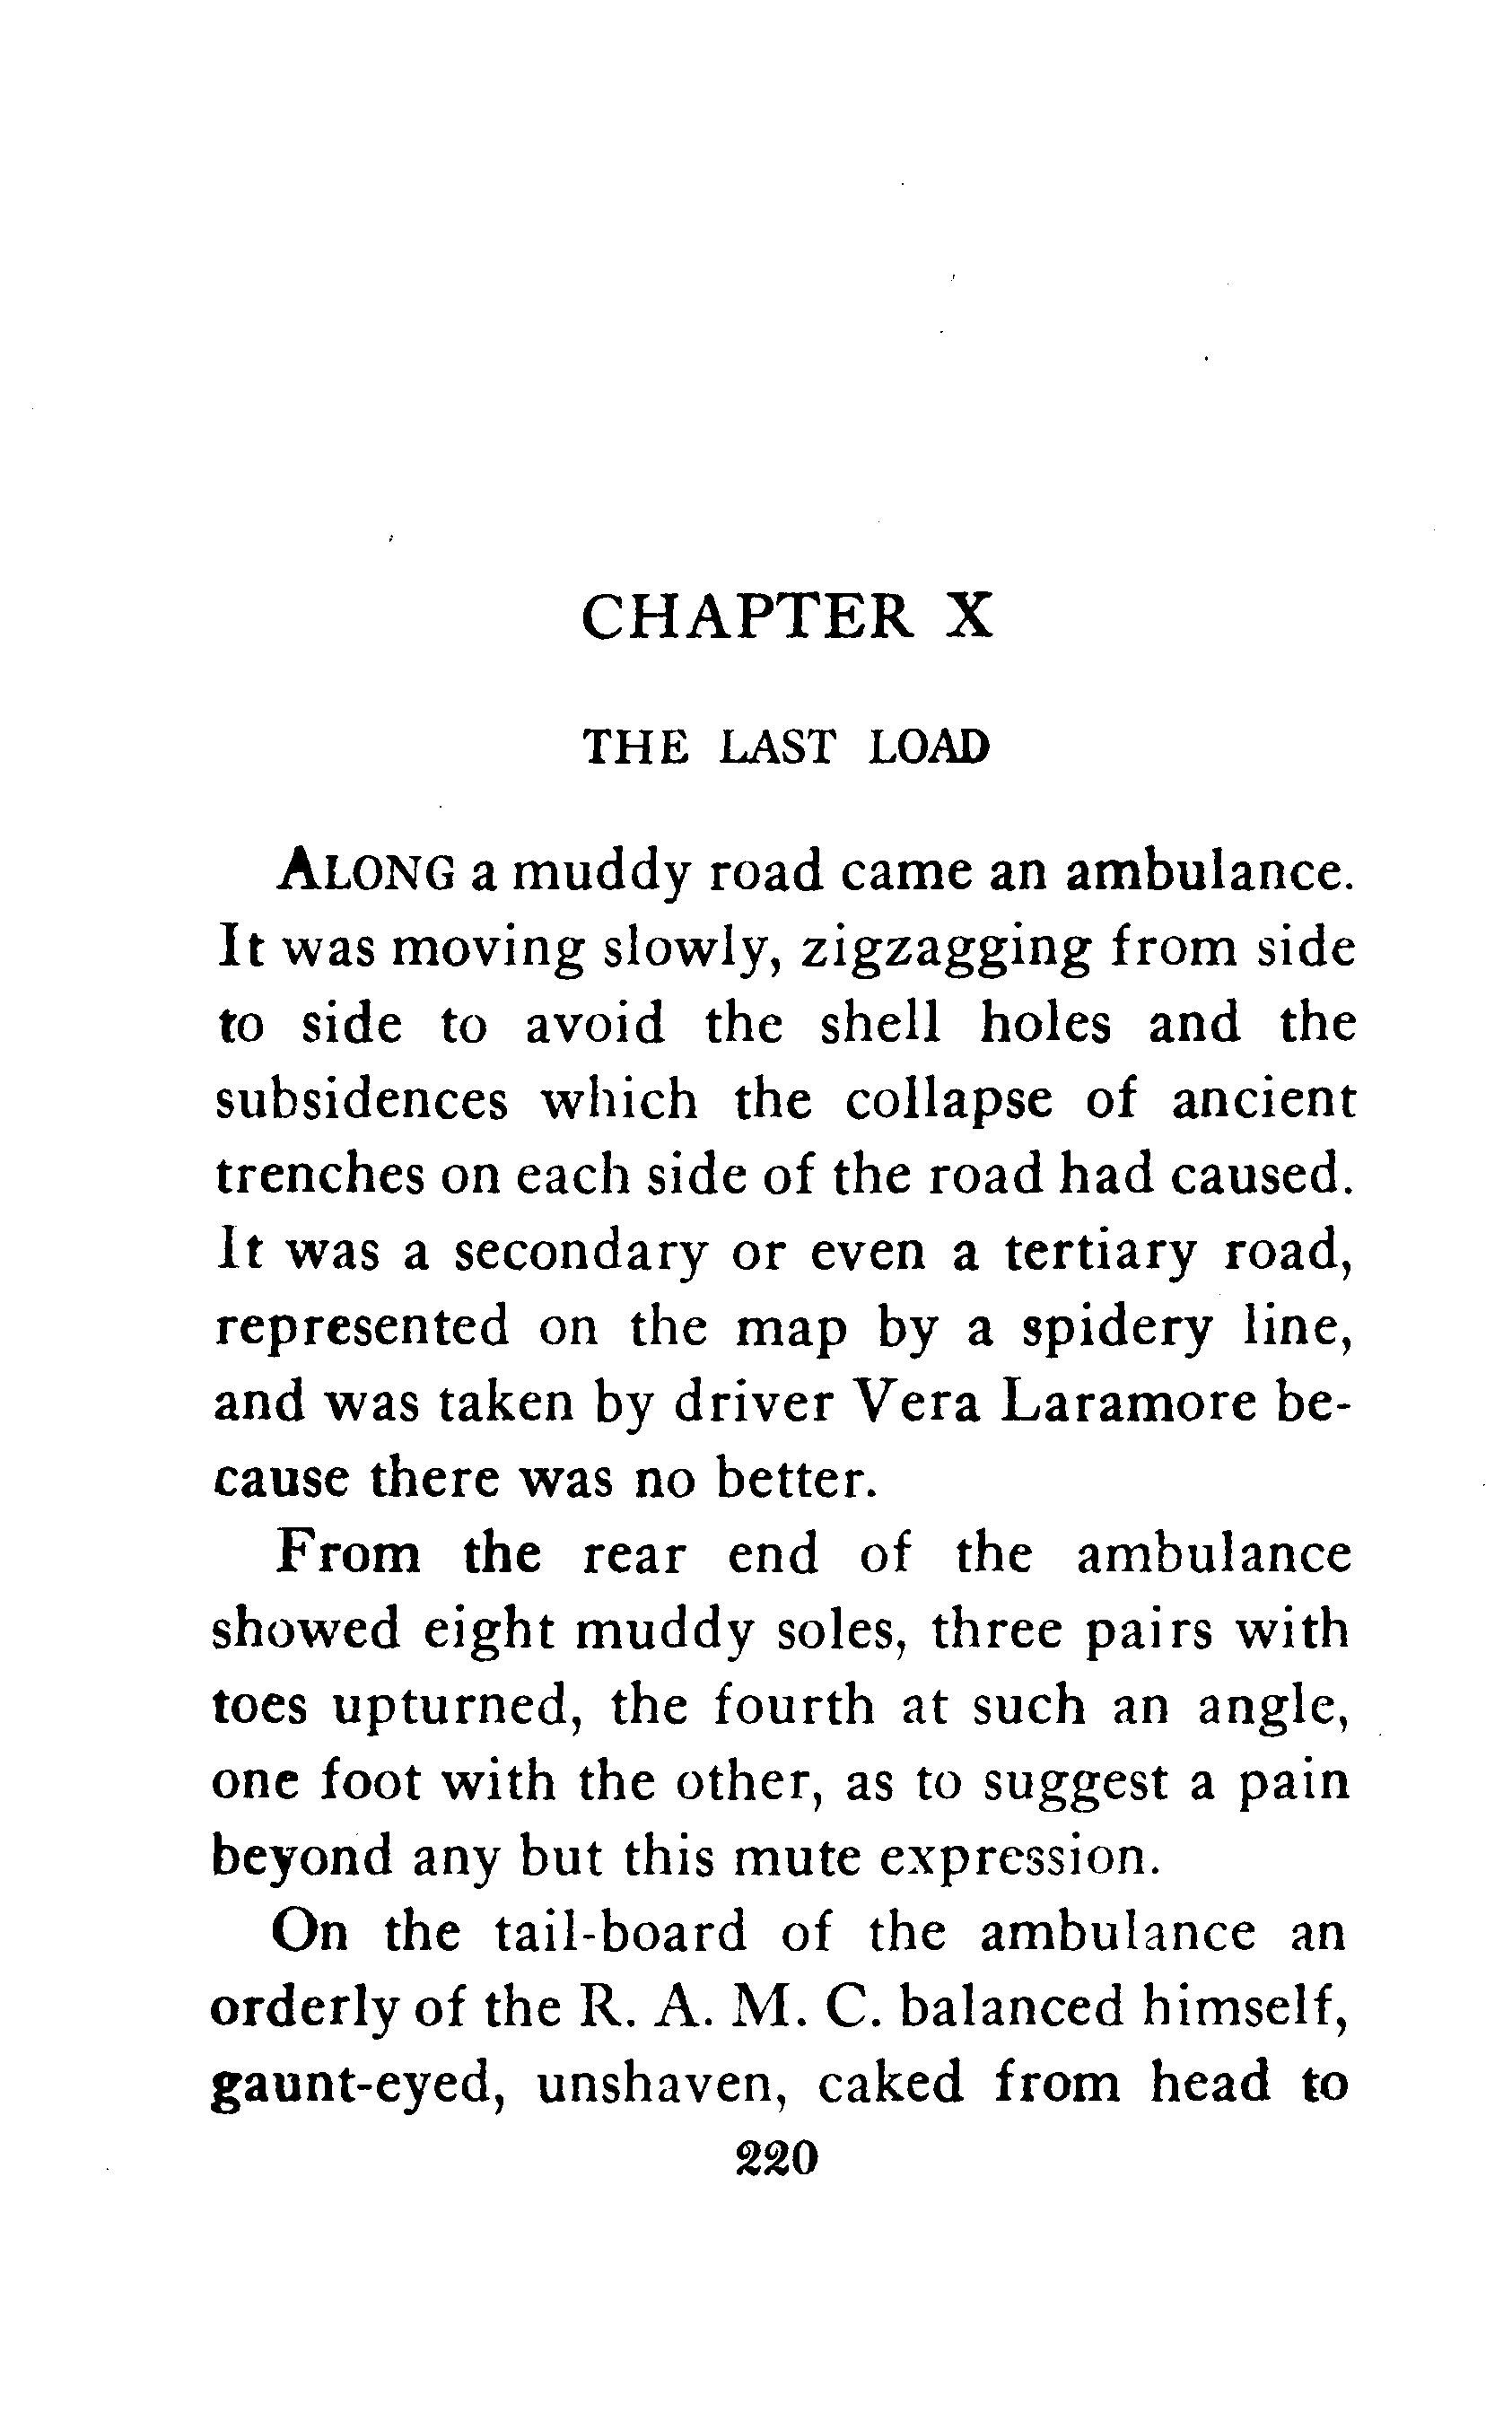 CHAPTER X
THE LAST LOAD
ALONG a muddy road came an ambulance.
It was moving slowly, zigzagging from side
to side to avoid the shell holes and the
subsidences which the collapse of ancient
trenches on each side of the road had caused.
It was a secondary or even a tertiary road,
represented on the map by a spidery line,
and was taken by driver Vera Laramore be-
cause there was no better.
From the rear end of the ambulance
showed eight muddy soles, three pairs with
toes upturned, the fourth at such an angle,
one foot with the other, as to suggest a pain
beyond any but this mute expression.
On the tail-board of the ambulance an
orderly of the R. A. M. C. balanced himself,
gaunt-eyed, unshaven, caked from head to
220